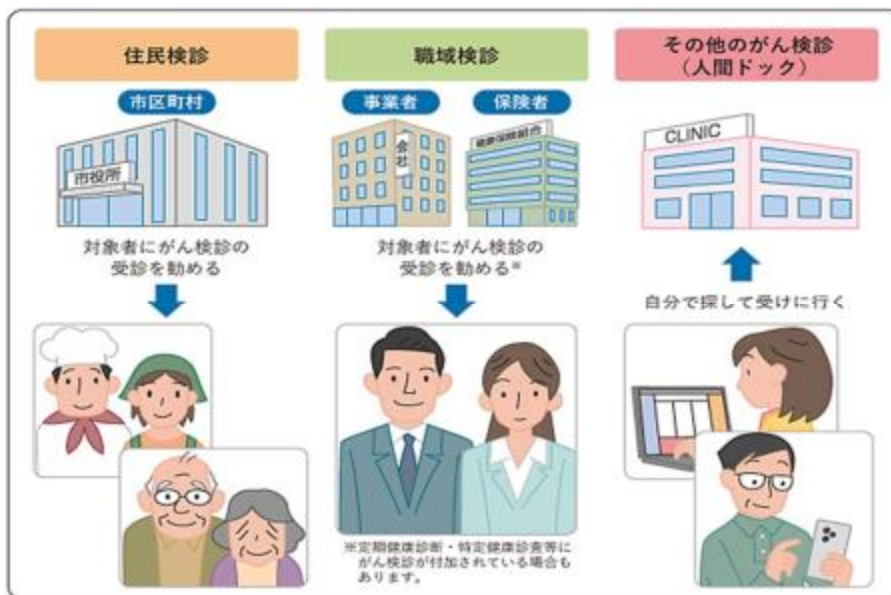 住民検診
市区町村
市役所
対象者にがん検診の
受診を勧める
職域検診
事業者
保険者
会社
健康保険組合
対象者にがん検診の
受診を勧める※
※定期健康診断・特定健康診査等に
がん検診が付加されている場合も
あります。
その他のがん検診
（人間ドック）
CLINIC
自分で探して受けに行く